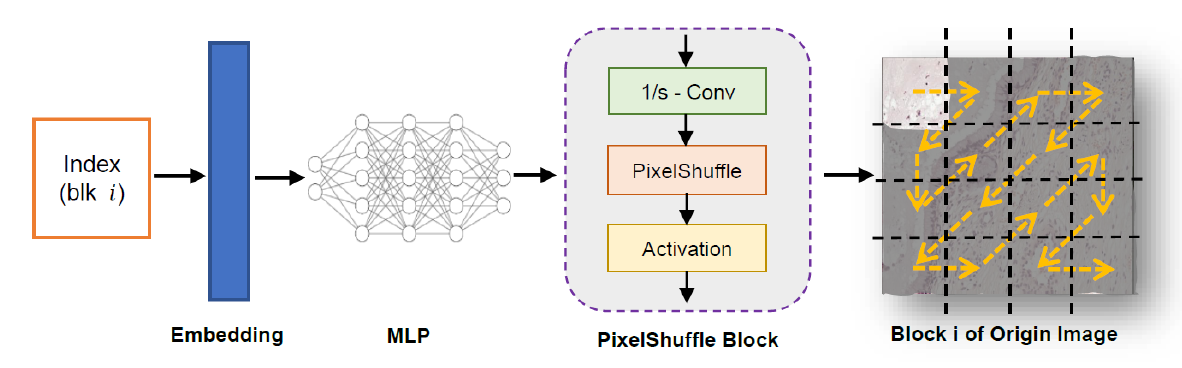 Index
(blk i)
Embedding
MLP
1/s - Conv
PixelShuffle
Activation
PixelShuffle Block
Block i of Origin Image